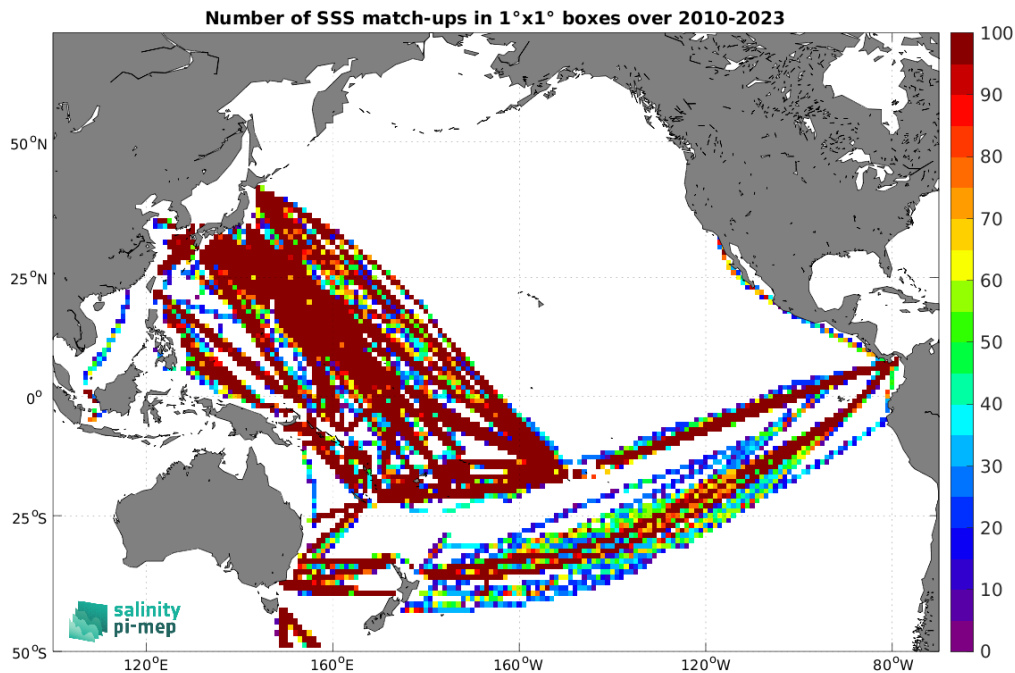 Number of SSS match-ups in 1°x1° boxes over 2010-2023
100
90
80
70
60
50
40
30
20
10
0
50°N
25°N
0°
25°S
50°S
120°E
160°E
160°W
120°W
80°W
salinity
pi-mep